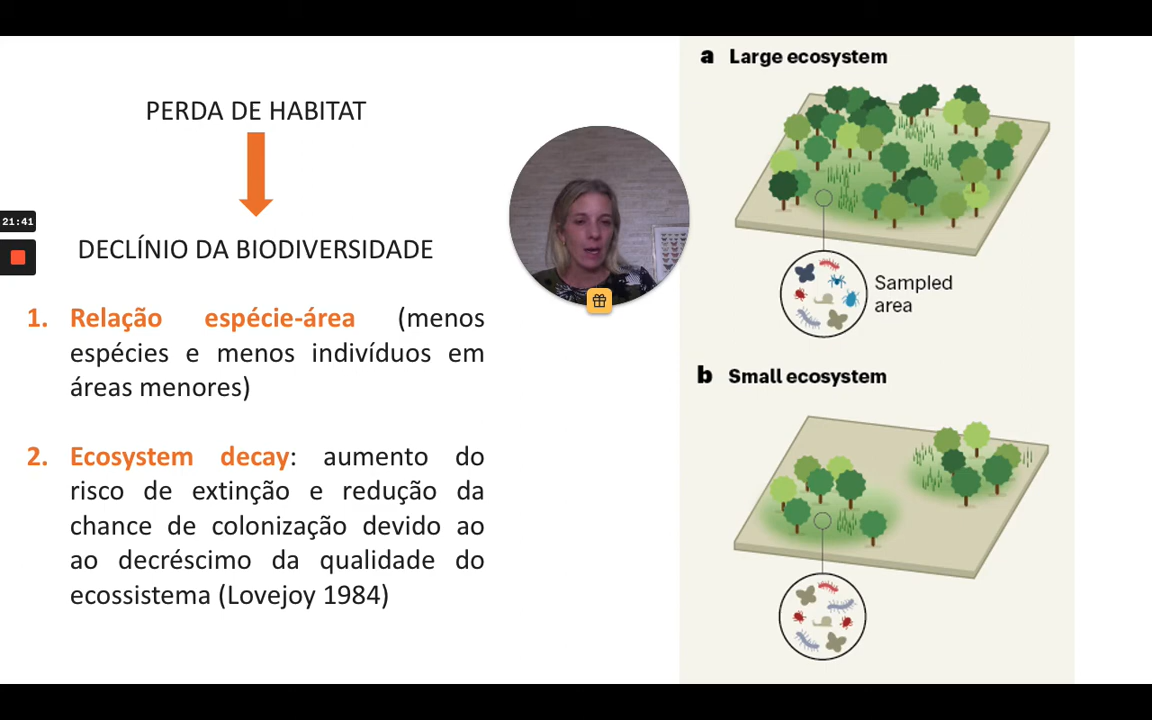 PERDA DE HABITAT
DECLÍNIO DA BIODIVERSIDADE
1. Relação espécie-área (menos
espécies e menos indivíduos em
áreas menores)
2. Ecosystem decay: aumento do
risco de extinção e redução da
chance de colonização devido ao
ao decréscimo da qualidade do
ecossistema (Lovejoy 1984)
21:41
a Large ecosystem
Sampled
area
b Small ecosystem